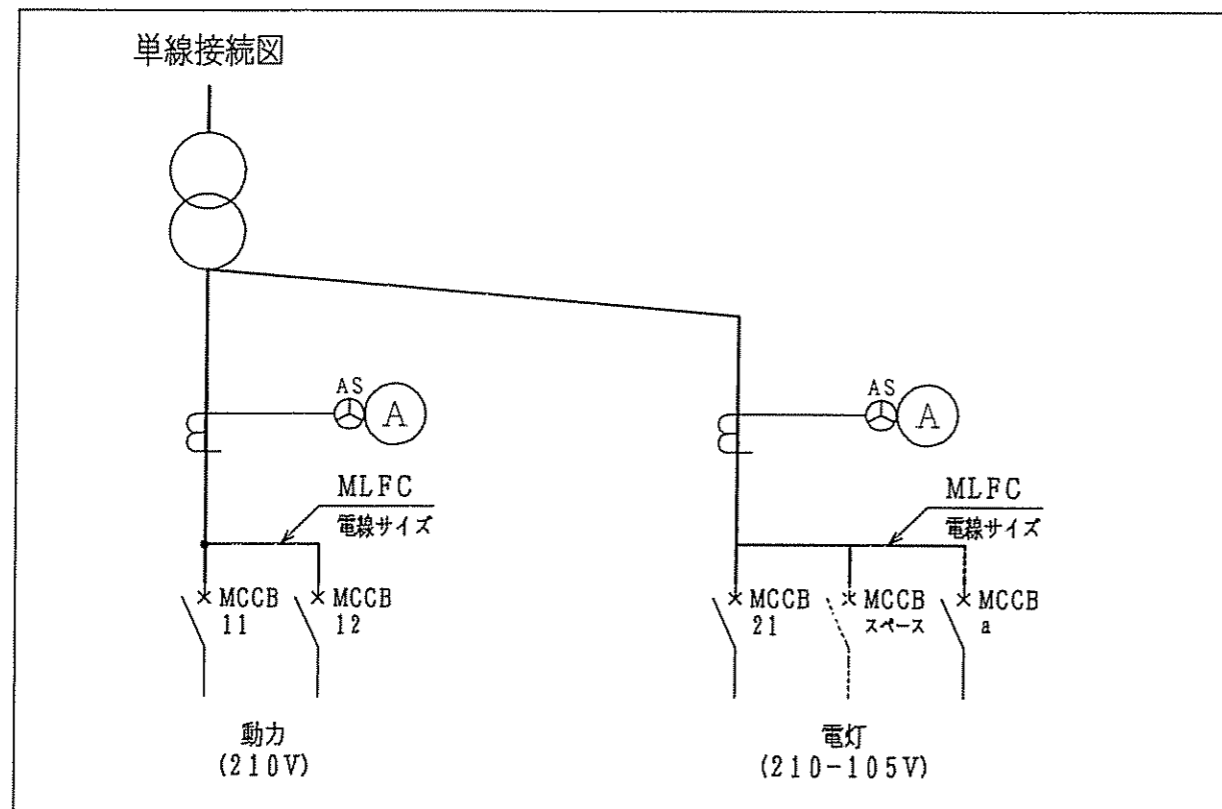 単線接続図
AS
A
AS
A
MLFC
電線サイズ
MLFC
電線サイズ
MCCB
11
MCCB
12
MCCB
21
MCCB
スペース
MCCB
a
動力
(210V)
電灯
(210-105V)